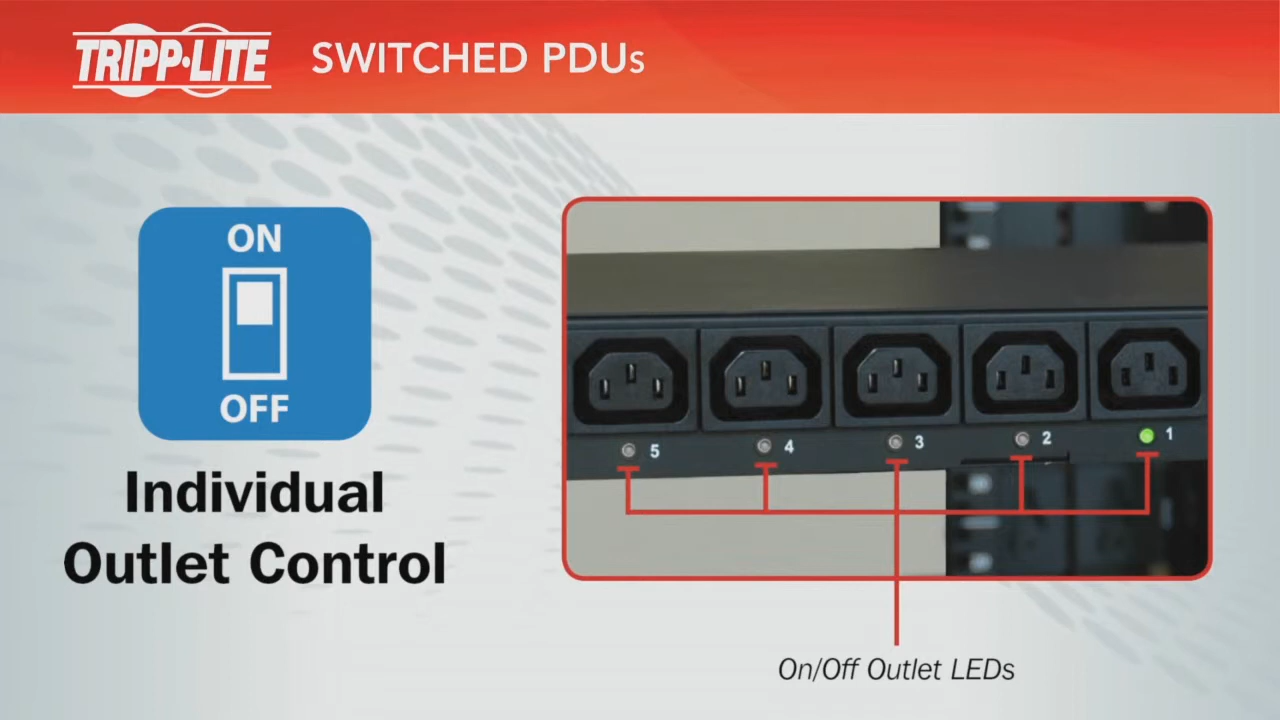 TRIPP·LITE SWITCHED PDUs
ON
OFF
Individual
Outlet Control
5 4 3 2 1
On/Off Outlet LEDs